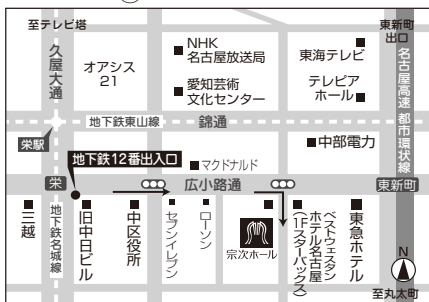 至テレビ塔
久屋大通
オアシス
21
■NHK
名古屋放送局
■愛知芸術
文化センター
東海テレビ■
テレピア
ホール■
東新町
出口
名古屋高速 都市環状線
地下鉄東山線
錦通
栄駅
地下鉄12番出入口
■中部電力
■マクドナルド
栄
広小路通
東新町
■三越
地下鉄名城線
■旧中日ビル
■中区役所
■セブンイレブン
■ローソン
■
宗次ホール
■ベストウェスタン
ホテル名古屋
(1Fスターバックス)
■東急ホテル
N
至丸太町